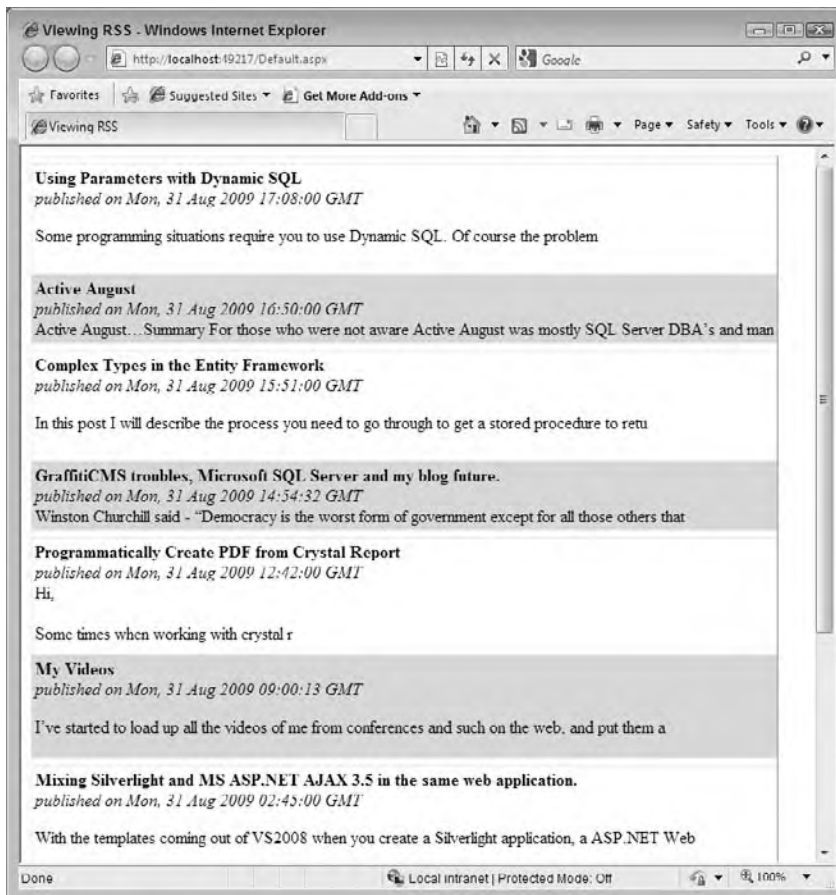 Viewing RSS - Windows Internet Explorer
http://localhost:49217/Default.aspx
Google
Favorites
Suggested Sites
Get More Add-ons
Viewing RSS
Page
Safety
Tools
Using Parameters with Dynamic SQL
published on Mon, 31 Aug 2009 17:08:00 GMT
Some programming situations require you to use Dynamic SQL. Of course the problem
Active August
published on Mon, 31 Aug 2009 16:50:00 GMT
Active August…Summary For those who were not aware Active August was mostly SQL Server DBA's and man
Complex Types in the Entity Framework
published on Mon, 31 Aug 2009 15:51:00 GMT
In this post I will describe the process you need to go through to get a stored procedure to retu
GraffitiCMS troubles, Microsoft SQL Server and my blog future.
published on Mon, 31 Aug 2009 14:54:32 GMT
Winston Churchill said - “Democracy is the worst form of government except for all those others that
Programmatically Create PDF from Crystal Report
published on Mon, 31 Aug 2009 12:42:00 GMT
Hi,
Some times when working with crystal r
My Videos
published on Mon, 31 Aug 2009 09:00:13 GMT
I've started to load up all the videos of me from conferences and such on the web, and put them a
Mixing Silverlight and MS ASP.NET AJAX 3.5 in the same web application.
published on Mon, 31 Aug 2009 02:45:00 GMT
With the templates coming out of VS2008 when you create a Silverlight application, a ASP.NET Web
Done
Local intranet | Protected Mode: Off
100%